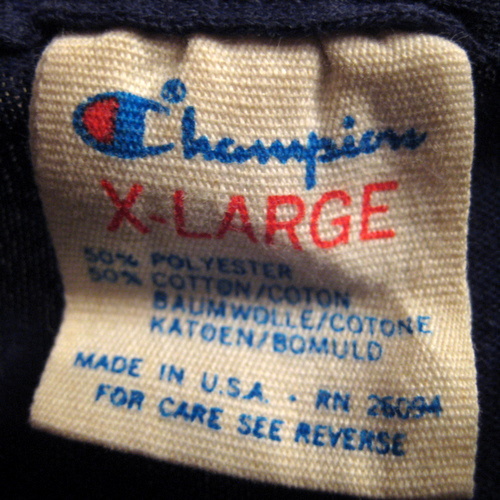 Champion®
X-LARGE
50% POLYESTER
50% COTTON/COTON
BAUMWOLLE/COTONE
KATOEN/BOMULD
MADE IN U.S.A. • RN 26094
FOR CARE SEE REVERSE